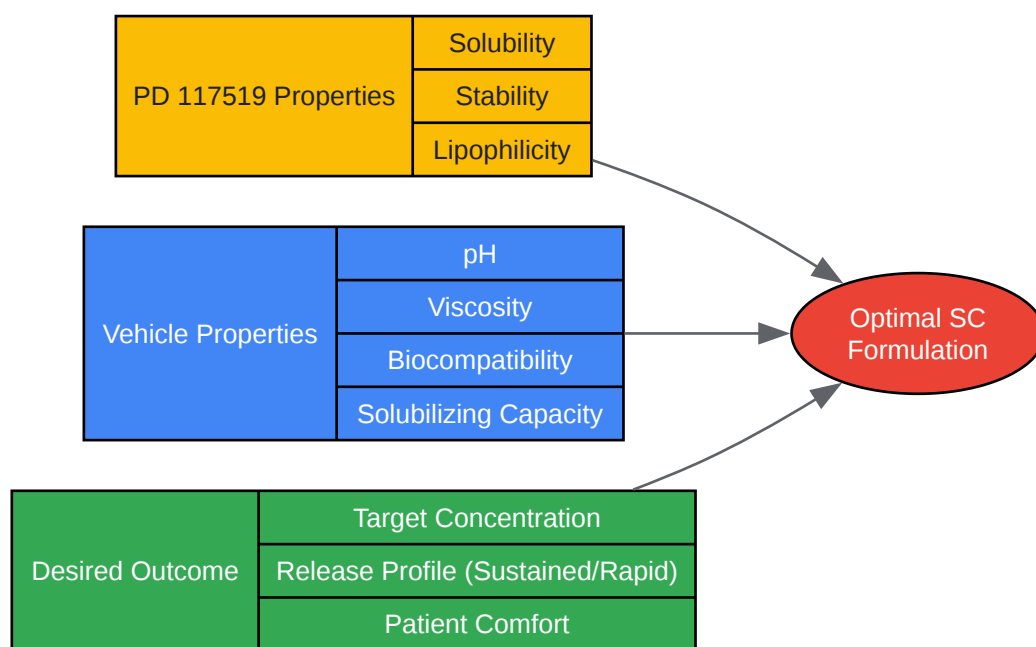 PD 117519 Properties
Solubility
Stability
Lipophilicity
Vehicle Properties
pH
Viscosity
Biocompatibility
Solubilizing Capacity
Desired Outcome
Target Concentration
Release Profile (Sustained/Rapid)
Patient Comfort
Optimal SC
Formulation